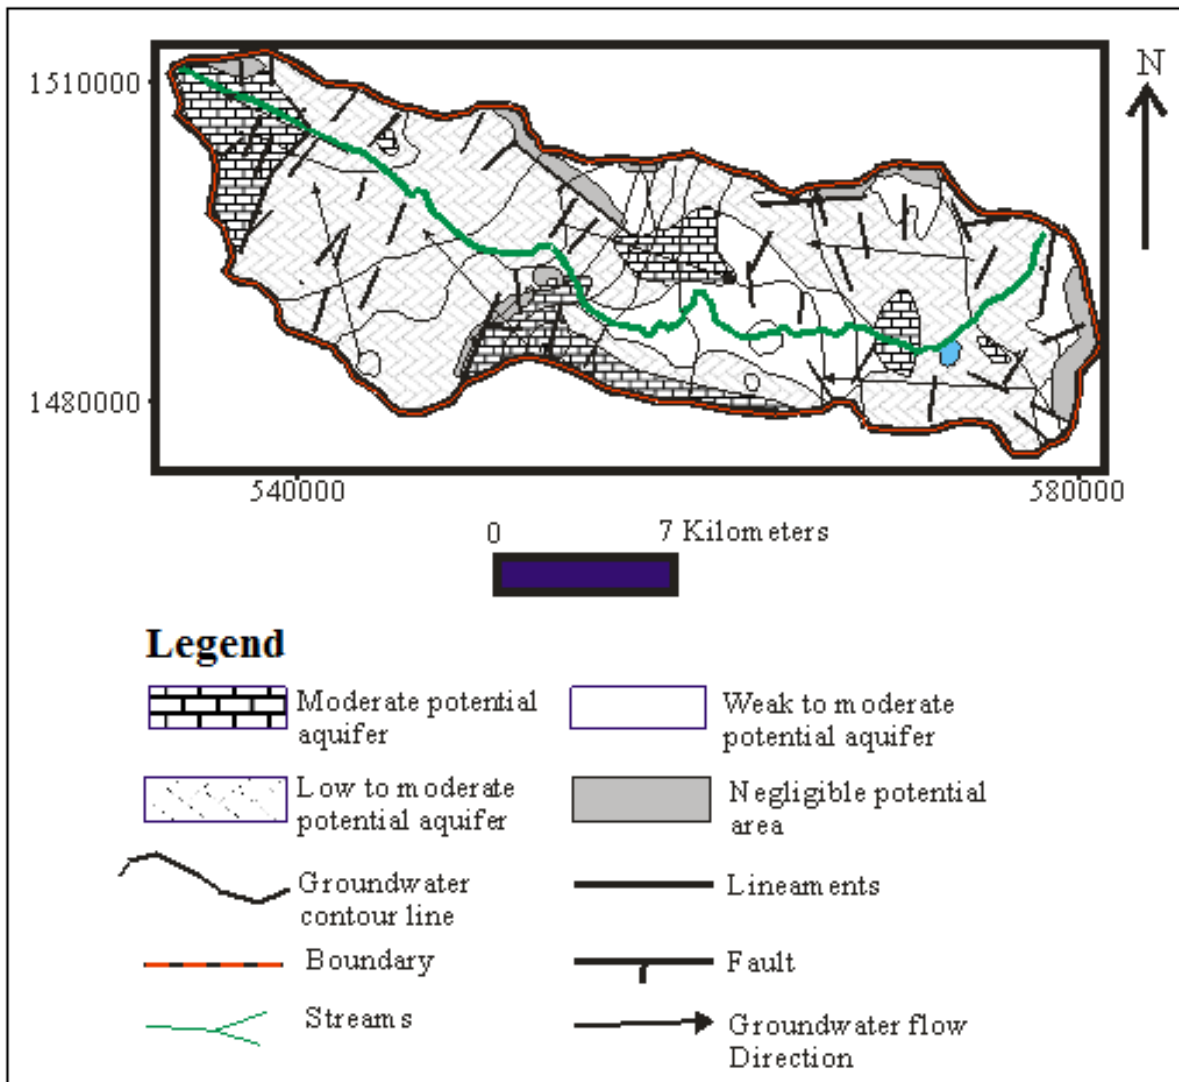 N
1510000
1480000
540000
580000
0
7 Kilometers
Legend
Moderate potential
aquifer
Weak to moderate
potential aquifer
Low to moderate
potential aquifer
Negligible potential
area
Groundwater
contour line
Lineaments
Boundary
Fault
Streams
Groundwater flow
Direction